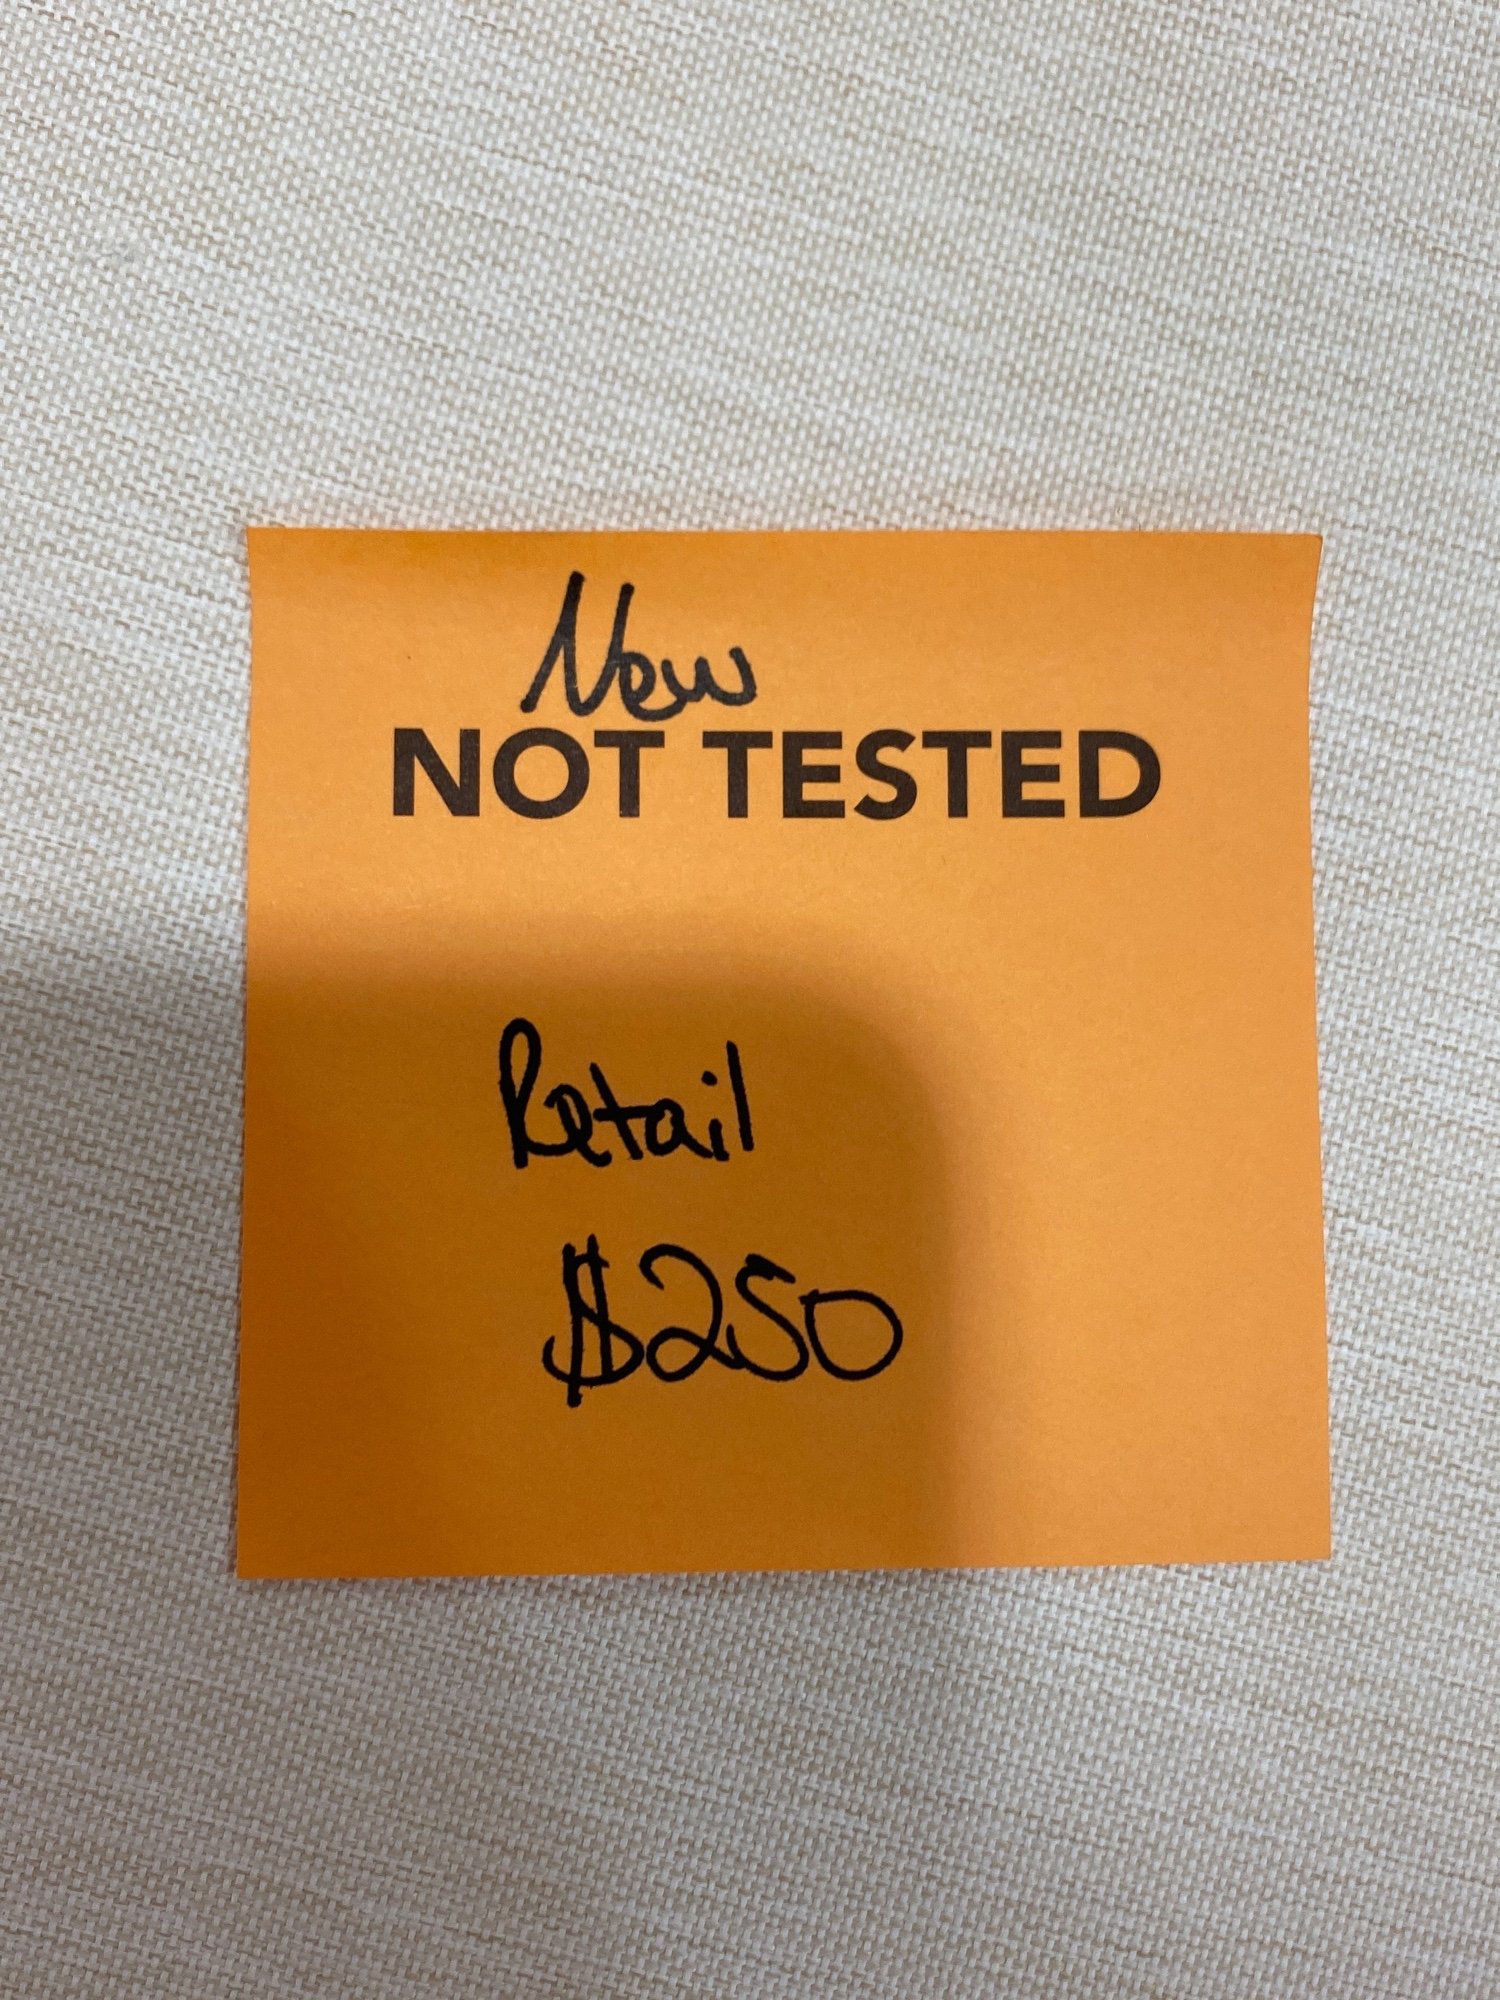 New
NOT TESTED
Retail
$250